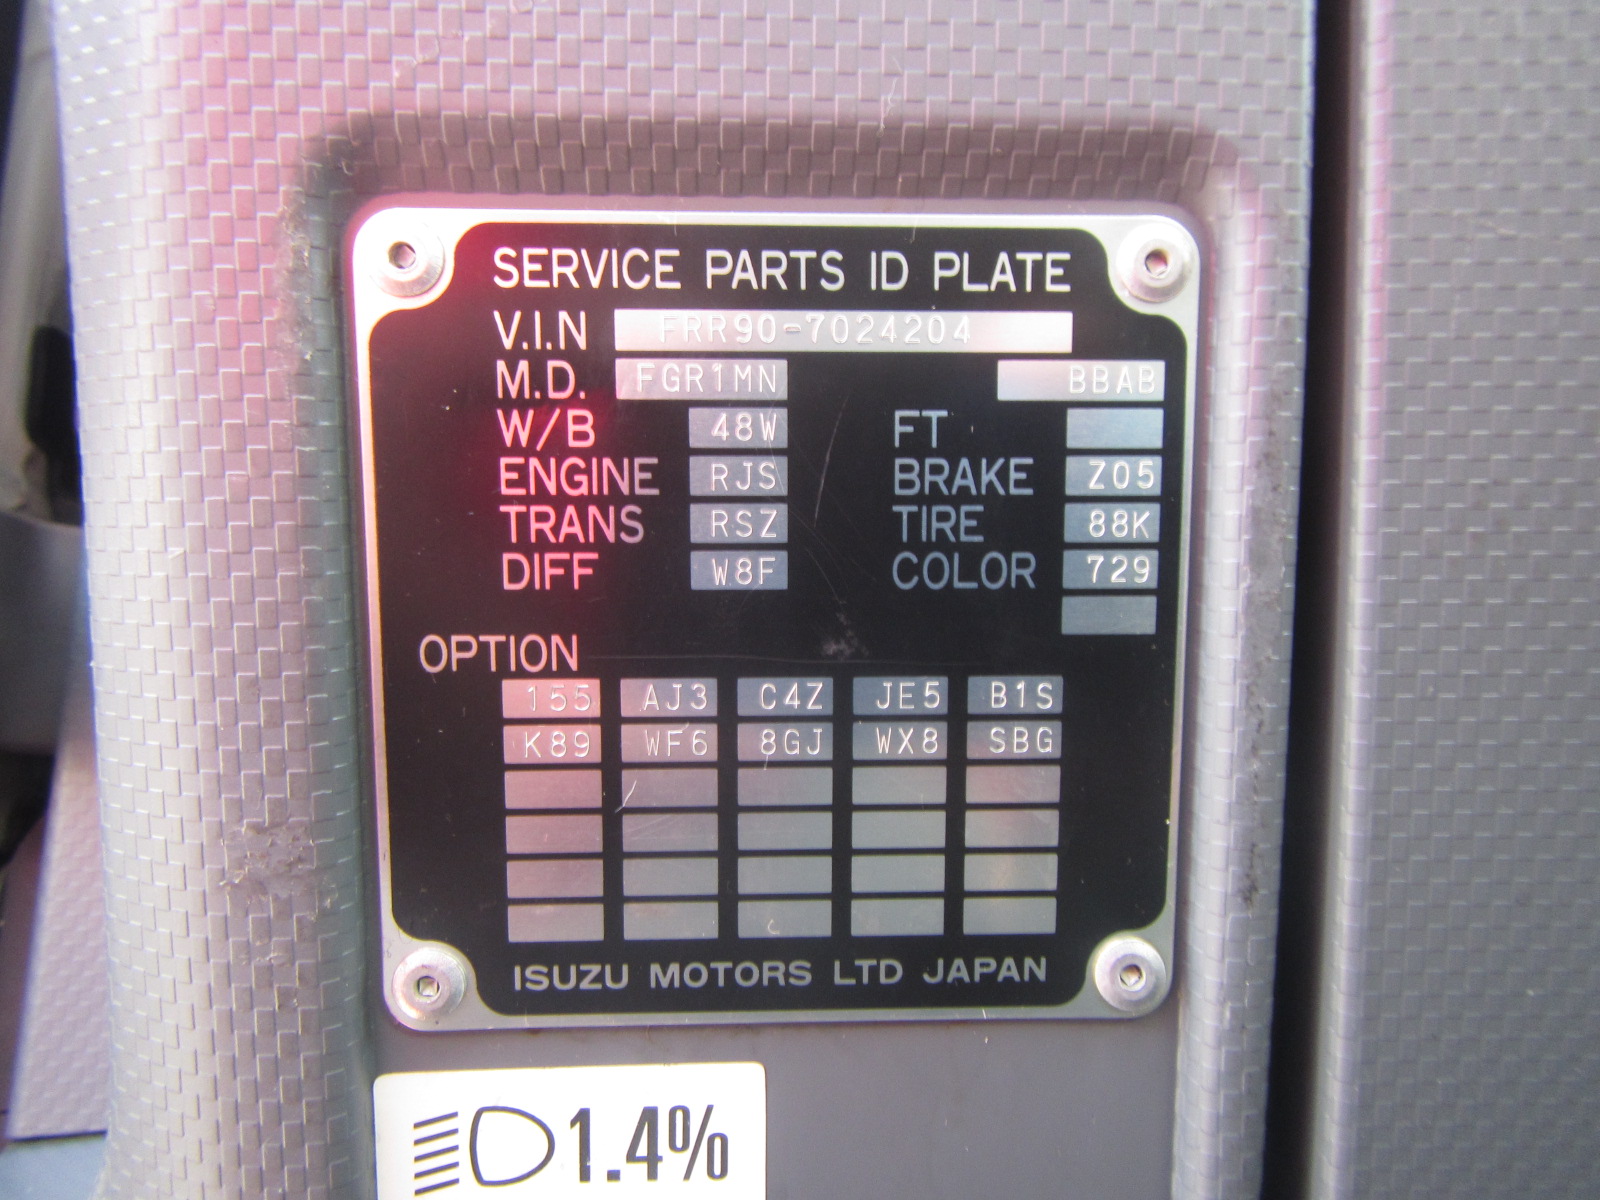 SERVICE PARTS ID PLATE
V.I.N FRR90-7024204
M.D. FGR1MN BBAB
W/B 48W FT
ENGINE RJS BRAKE Z05
TRANS RSZ TIRE 88K
DIFF W8F COLOR 729
OPTION
155 AJ3 C4Z JE5 B1S
K89 WF6 8GJ WX8 SBG
ISUZU MOTORS LTD JAPAN
1.4%